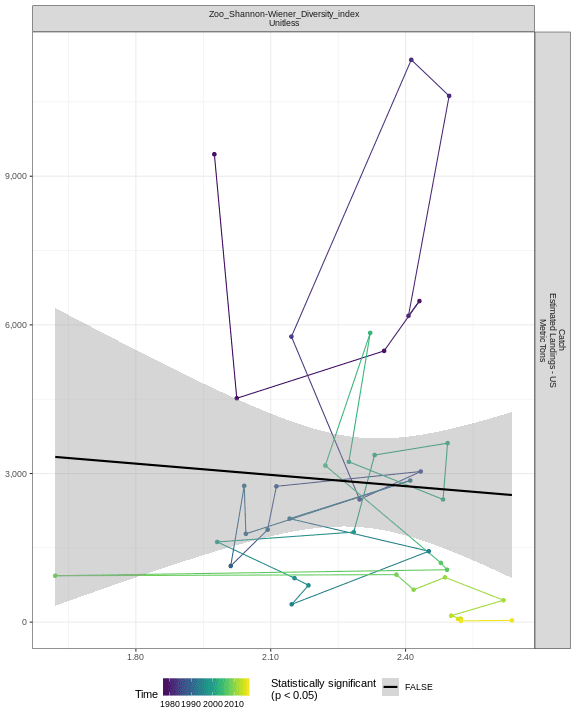 Zoo_Shannon-Wiener_Diversity_index
Unitless
9,000
6,000
3,000
0
1.80
2.10
2.40
Catch
Estimated Landings - US
Metric Tons
Time
1980 1990 2000 2010
Statistically significant
(p < 0.05)
FALSE